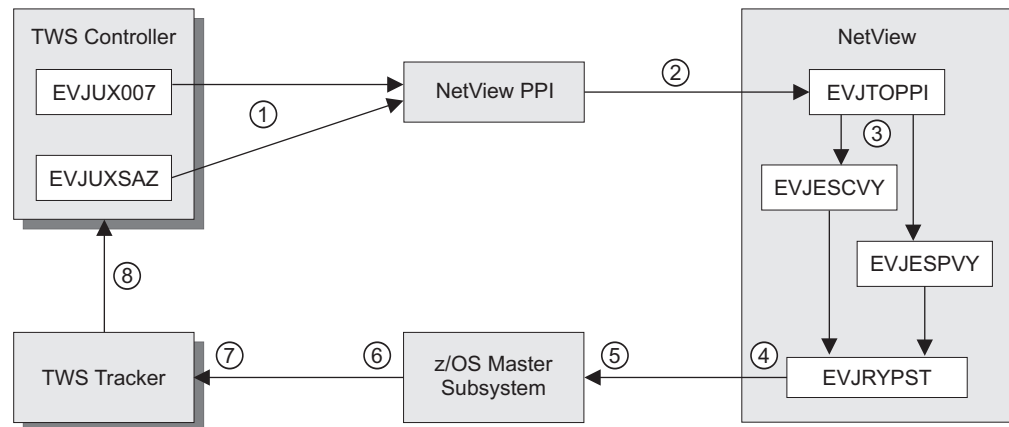 TWS Controller
EVJUX007
EVJUXSAZ
1
NetView PPI
2
NetView
EVJTOPPI
3
EVJESCVY
EVJESPVY
8
TWS Tracker
7
6
z/OS Master
Subsystem
5
4
EVJRYPST